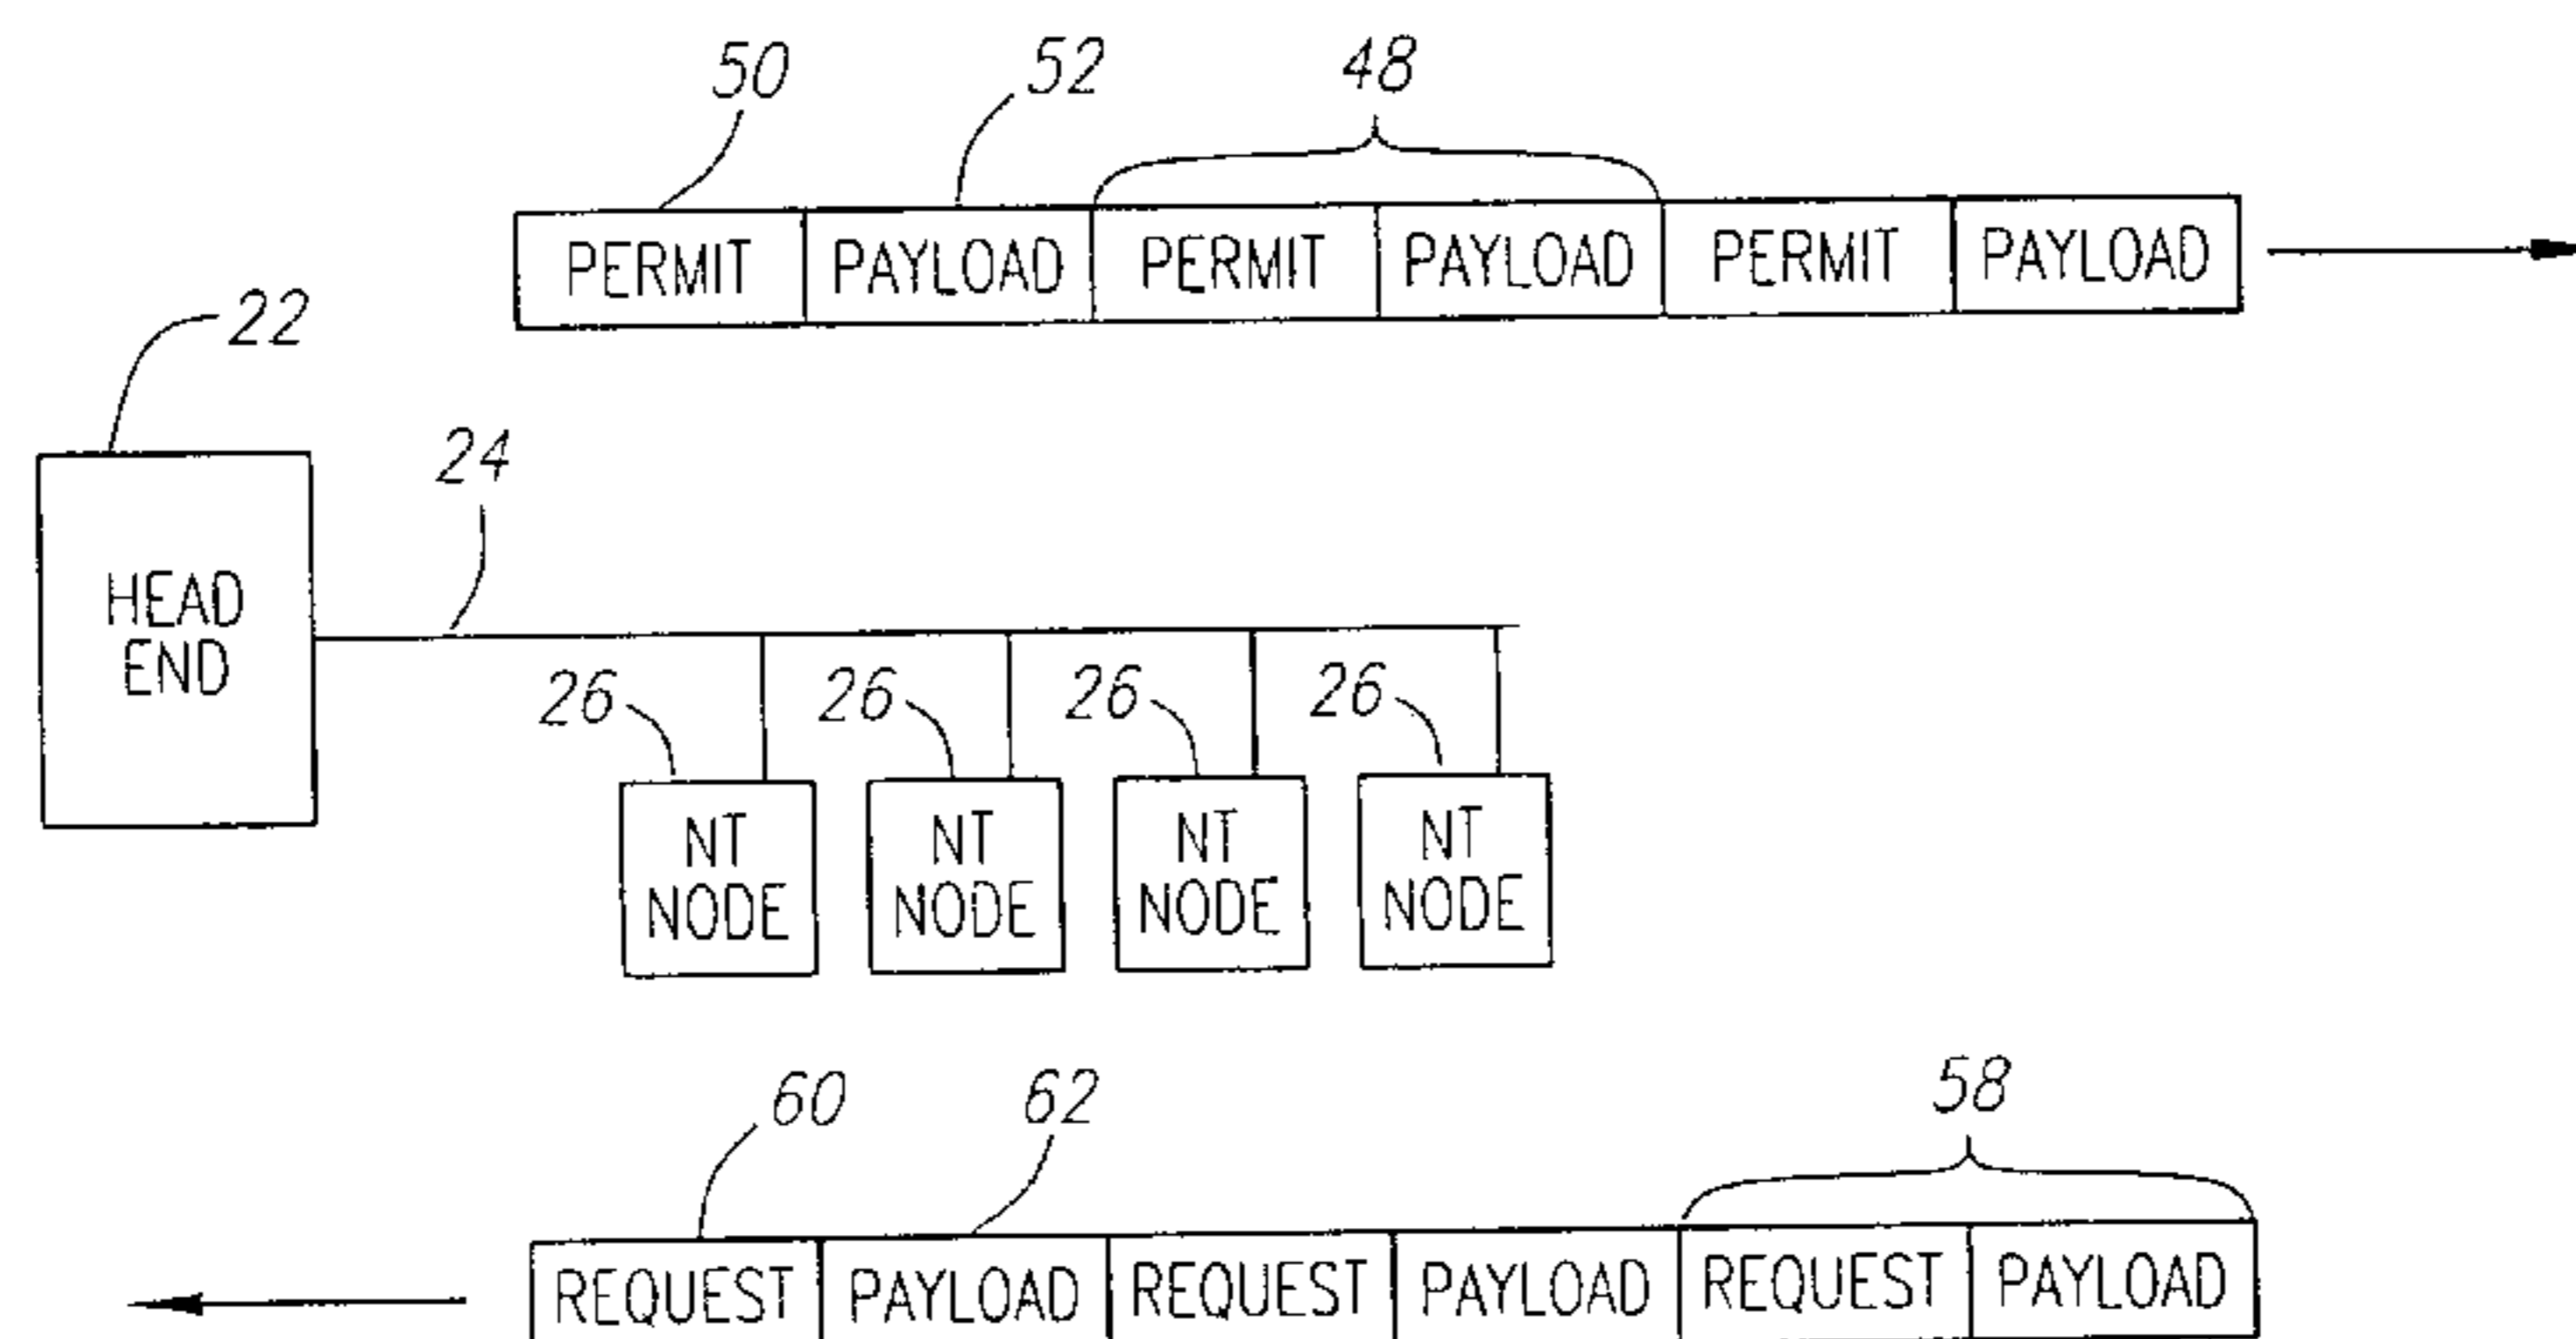 50 52 48
PERMIT PAYLOAD PERMIT PAYLOAD PERMIT PAYLOAD
22
24
HEAD
END
26 26 26 26
NT NT NT NT
NODE NODE NODE NODE
60 62 58
REQUEST PAYLOAD REQUEST PAYLOAD REQUEST PAYLOAD